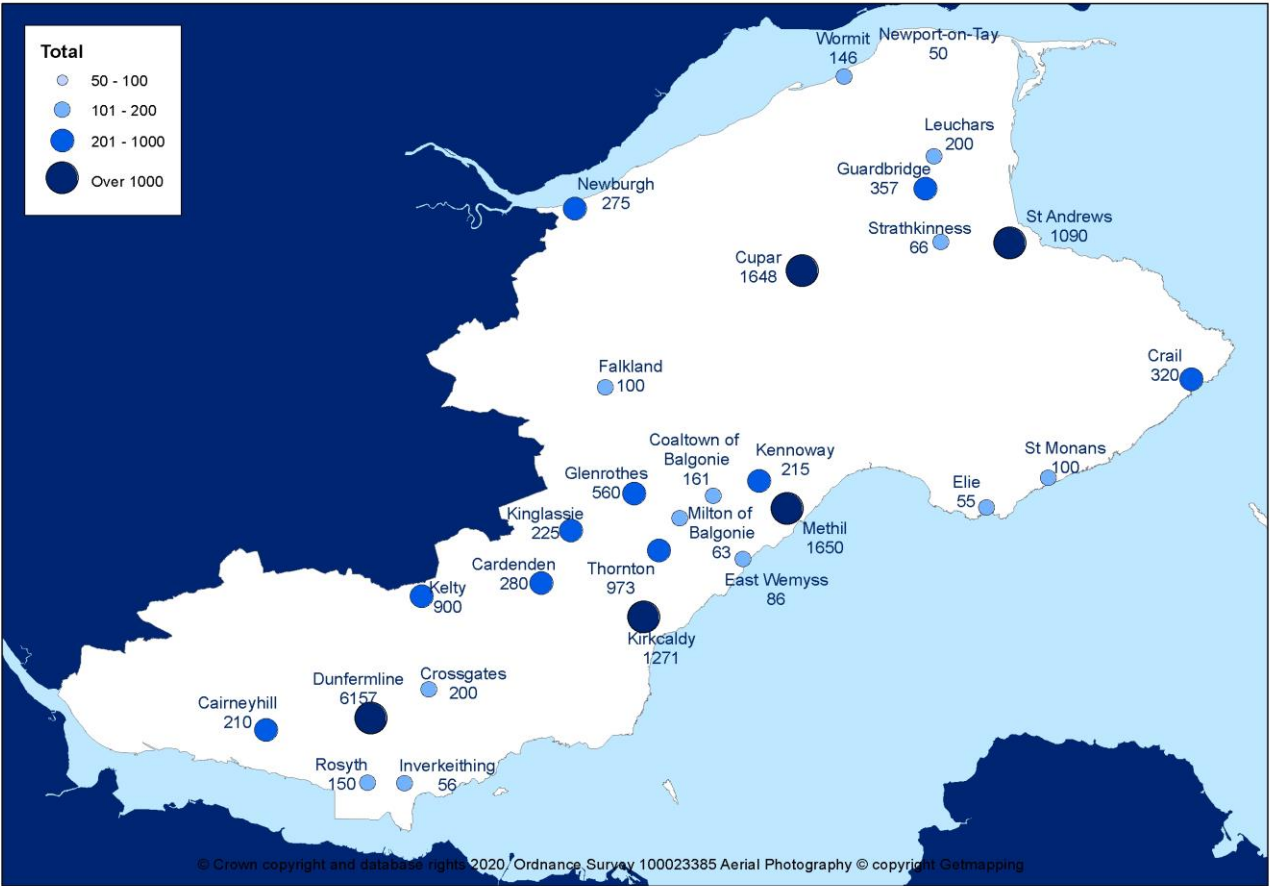 Total
50 - 100
101 - 200
201 - 1000
Over 1000
Wormit
146
Newport-on-Tay
50
Leuchars
200
Guardbridge
357
Newburgh
275
Strathkinness
66
St Andrews
1090
Cupar
1648
Crail
320
Falkland
100
Coaltown of
Balgonie
161
Kennoway
215
St Monans
100
Glenrothes
560
Elie
55
Kinglassie
225
Milton of
Balgonie
63
Methil
1650
Cardenden
280
Thornton
973
East Wemyss
86
Kelty
900
Kirkcaldy
1271
Dunfermline
6157
Crossgates
200
Cairneyhill
210
Rosyth
150
Inverkeithing
56
© Crown copyright and database rights 2020, Ordnance Survey 100023385 Aerial Photography © copyright Getmapping